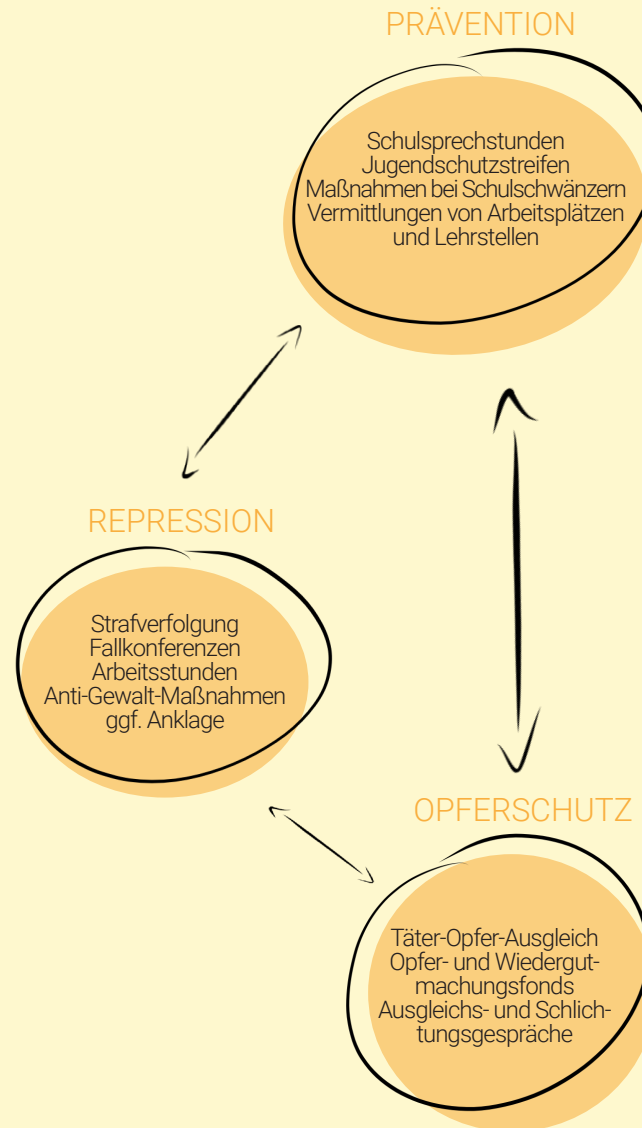 PRÄVENTION
Schulsprechstunden
Jugendschutzstreifen
Maßnahmen bei Schulschwänzern
Vermittlungen von Arbeitsplätzen
und Lehrstellen
REPRESSION
Strafverfolgung
Fallkonferenzen
Arbeitsstunden
Anti-Gewalt-Maßnahmen
ggf. Anklage
OPFERSCHUTZ
Täter-Opfer-Ausgleich
Opfer- und Wiedergut-
machungsfonds
Ausgleichs- und Schlich-
tungsgespräche